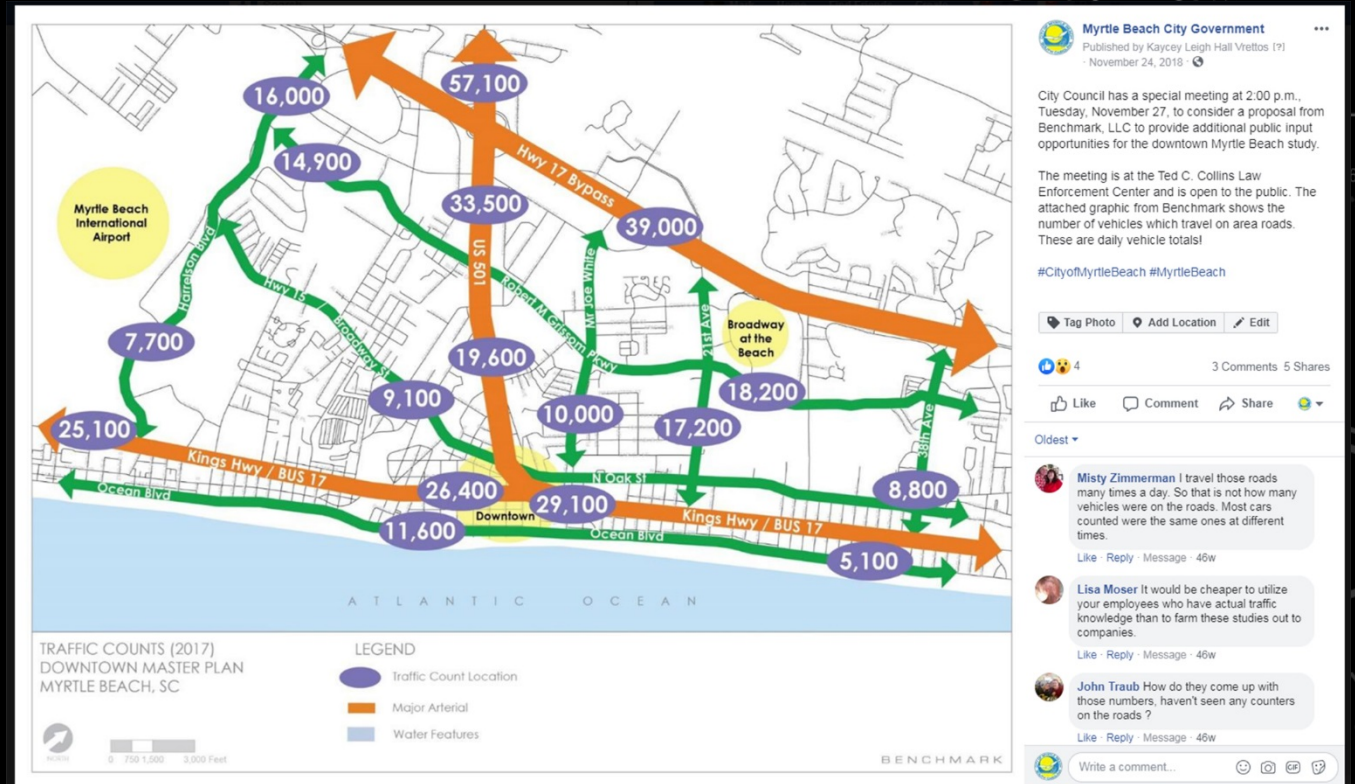 57,100
16,000
14,900
Hwy 17 Bypass
33,500
39,000
Myrtle Beach
International
Airport
US 501
Harrelson Blvd
Hwy 15
Broadway St
Robert M Grissom Pkwy
Mr Joe White
21st Ave
Broadway
at the
Beach
7,700
19,600
18,200
9,100
10,000
17,200
38th Ave
25,100
Kings Hwy / BUS 17
N Oak St
8,800
26,400
29,100
Ocean Blvd
Downtown
Kings Hwy / BUS 17
11,600
Ocean Blvd
5,100
ATLANTIC OCEAN
TRAFFIC COUNTS (2017)
DOWNTOWN MASTER PLAN
MYRTLE BEACH, SC
NORTH
0 750 1,500 3,000 Feet
LEGEND
Traffic Count Location
Major Arterial
Water Features
BENCHMARK
Myrtle Beach City Government
Published by Kaycey Leigh Hall Vrettos [?]
· November 24, 2018 ·
City Council has a special meeting at 2:00 p.m.,
Tuesday, November 27, to consider a proposal from
Benchmark, LLC to provide additional public input
opportunities for the downtown Myrtle Beach study.
The meeting is at the Ted C. Collins Law
Enforcement Center and is open to the public. The
attached graphic from Benchmark shows the
number of vehicles which travel on area roads.
These are daily vehicle totals!
#CityofMyrtleBeach #MyrtleBeach
Tag Photo Add Location Edit
4 3 Comments 5 Shares
Like Comment Share
Oldest
Misty Zimmerman I travel those roads
many times a day. So that is not how many
vehicles were on the roads. Most cars
counted were the same ones at different
times.
Like · Reply · Message · 46w
Lisa Moser It would be cheaper to utilize
your employees who have actual traffic
knowledge than to farm these studies out to
companies.
Like · Reply · Message · 46w
John Traub How do they come up with
those numbers, haven't seen any counters
on the roads ?
Like · Reply · Message · 46w
Write a comment...
GIF